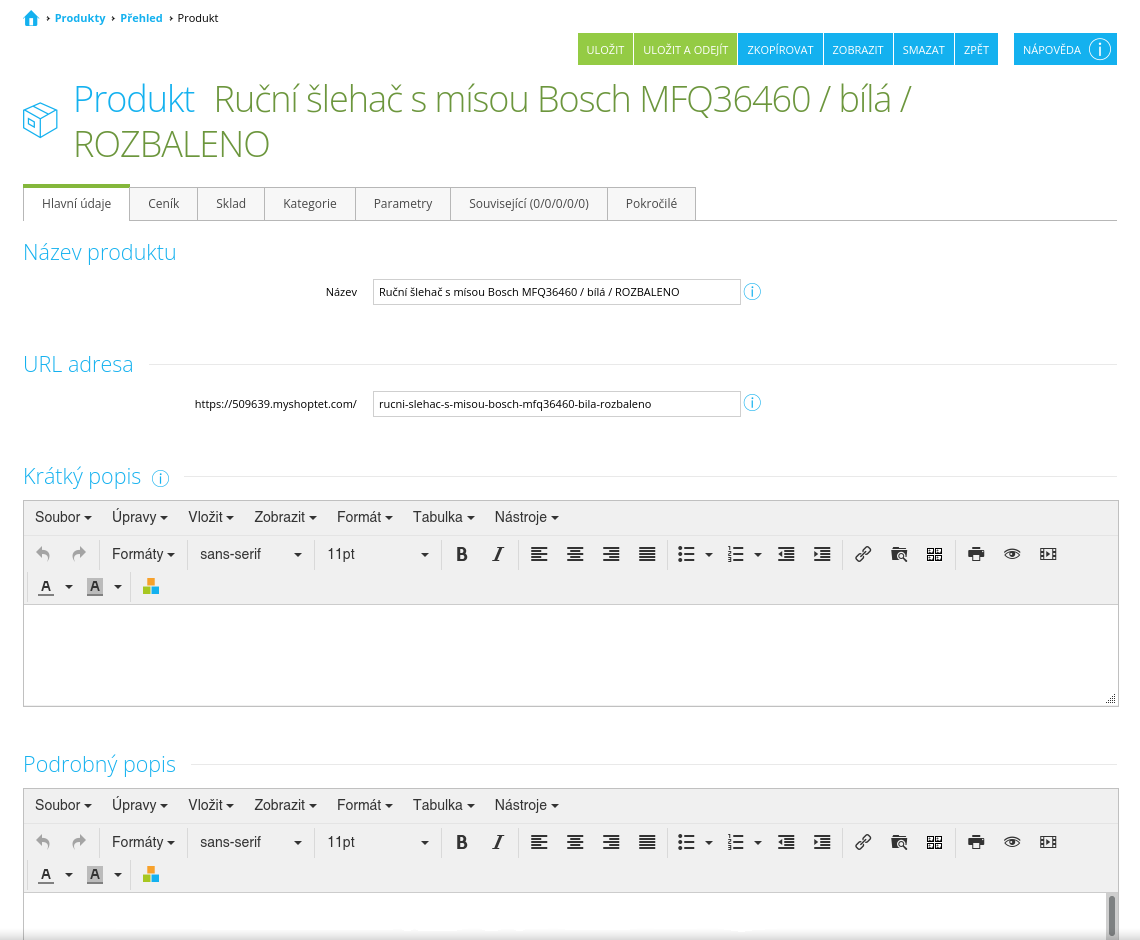 Produkty Přehled Produkt
ULOŽIT ULOŽIT A ODEJÍT ZKOPÍROVAT ZOBRAZIT SMAZAT ZPĚT NÁPOVĚDA
Produkt Ruční šlehač s mísou Bosch MFQ36460 / bílá /
ROZBALENO
Hlavní údaje Ceník Sklad Kategorie Parametry Související (0/0/0/0/0) Pokročilé
Název produktu
Název Ruční šlehač s mísou Bosch MFQ36460 / bílá / ROZBALENO
URL adresa
https://509639.myshoptet.com/ rucni-slehac-s-misou-bosch-mfq36460-bila-rozbaleno
Krátký popis
Soubor Úpravy Vložit Zobrazit Formát Tabulka Nástroje
Formáty sans-serif 11pt B I
A A
Podrobný popis
Soubor Úpravy Vložit Zobrazit Formát Tabulka Nástroje
Formáty sans-serif 11pt B I
A A